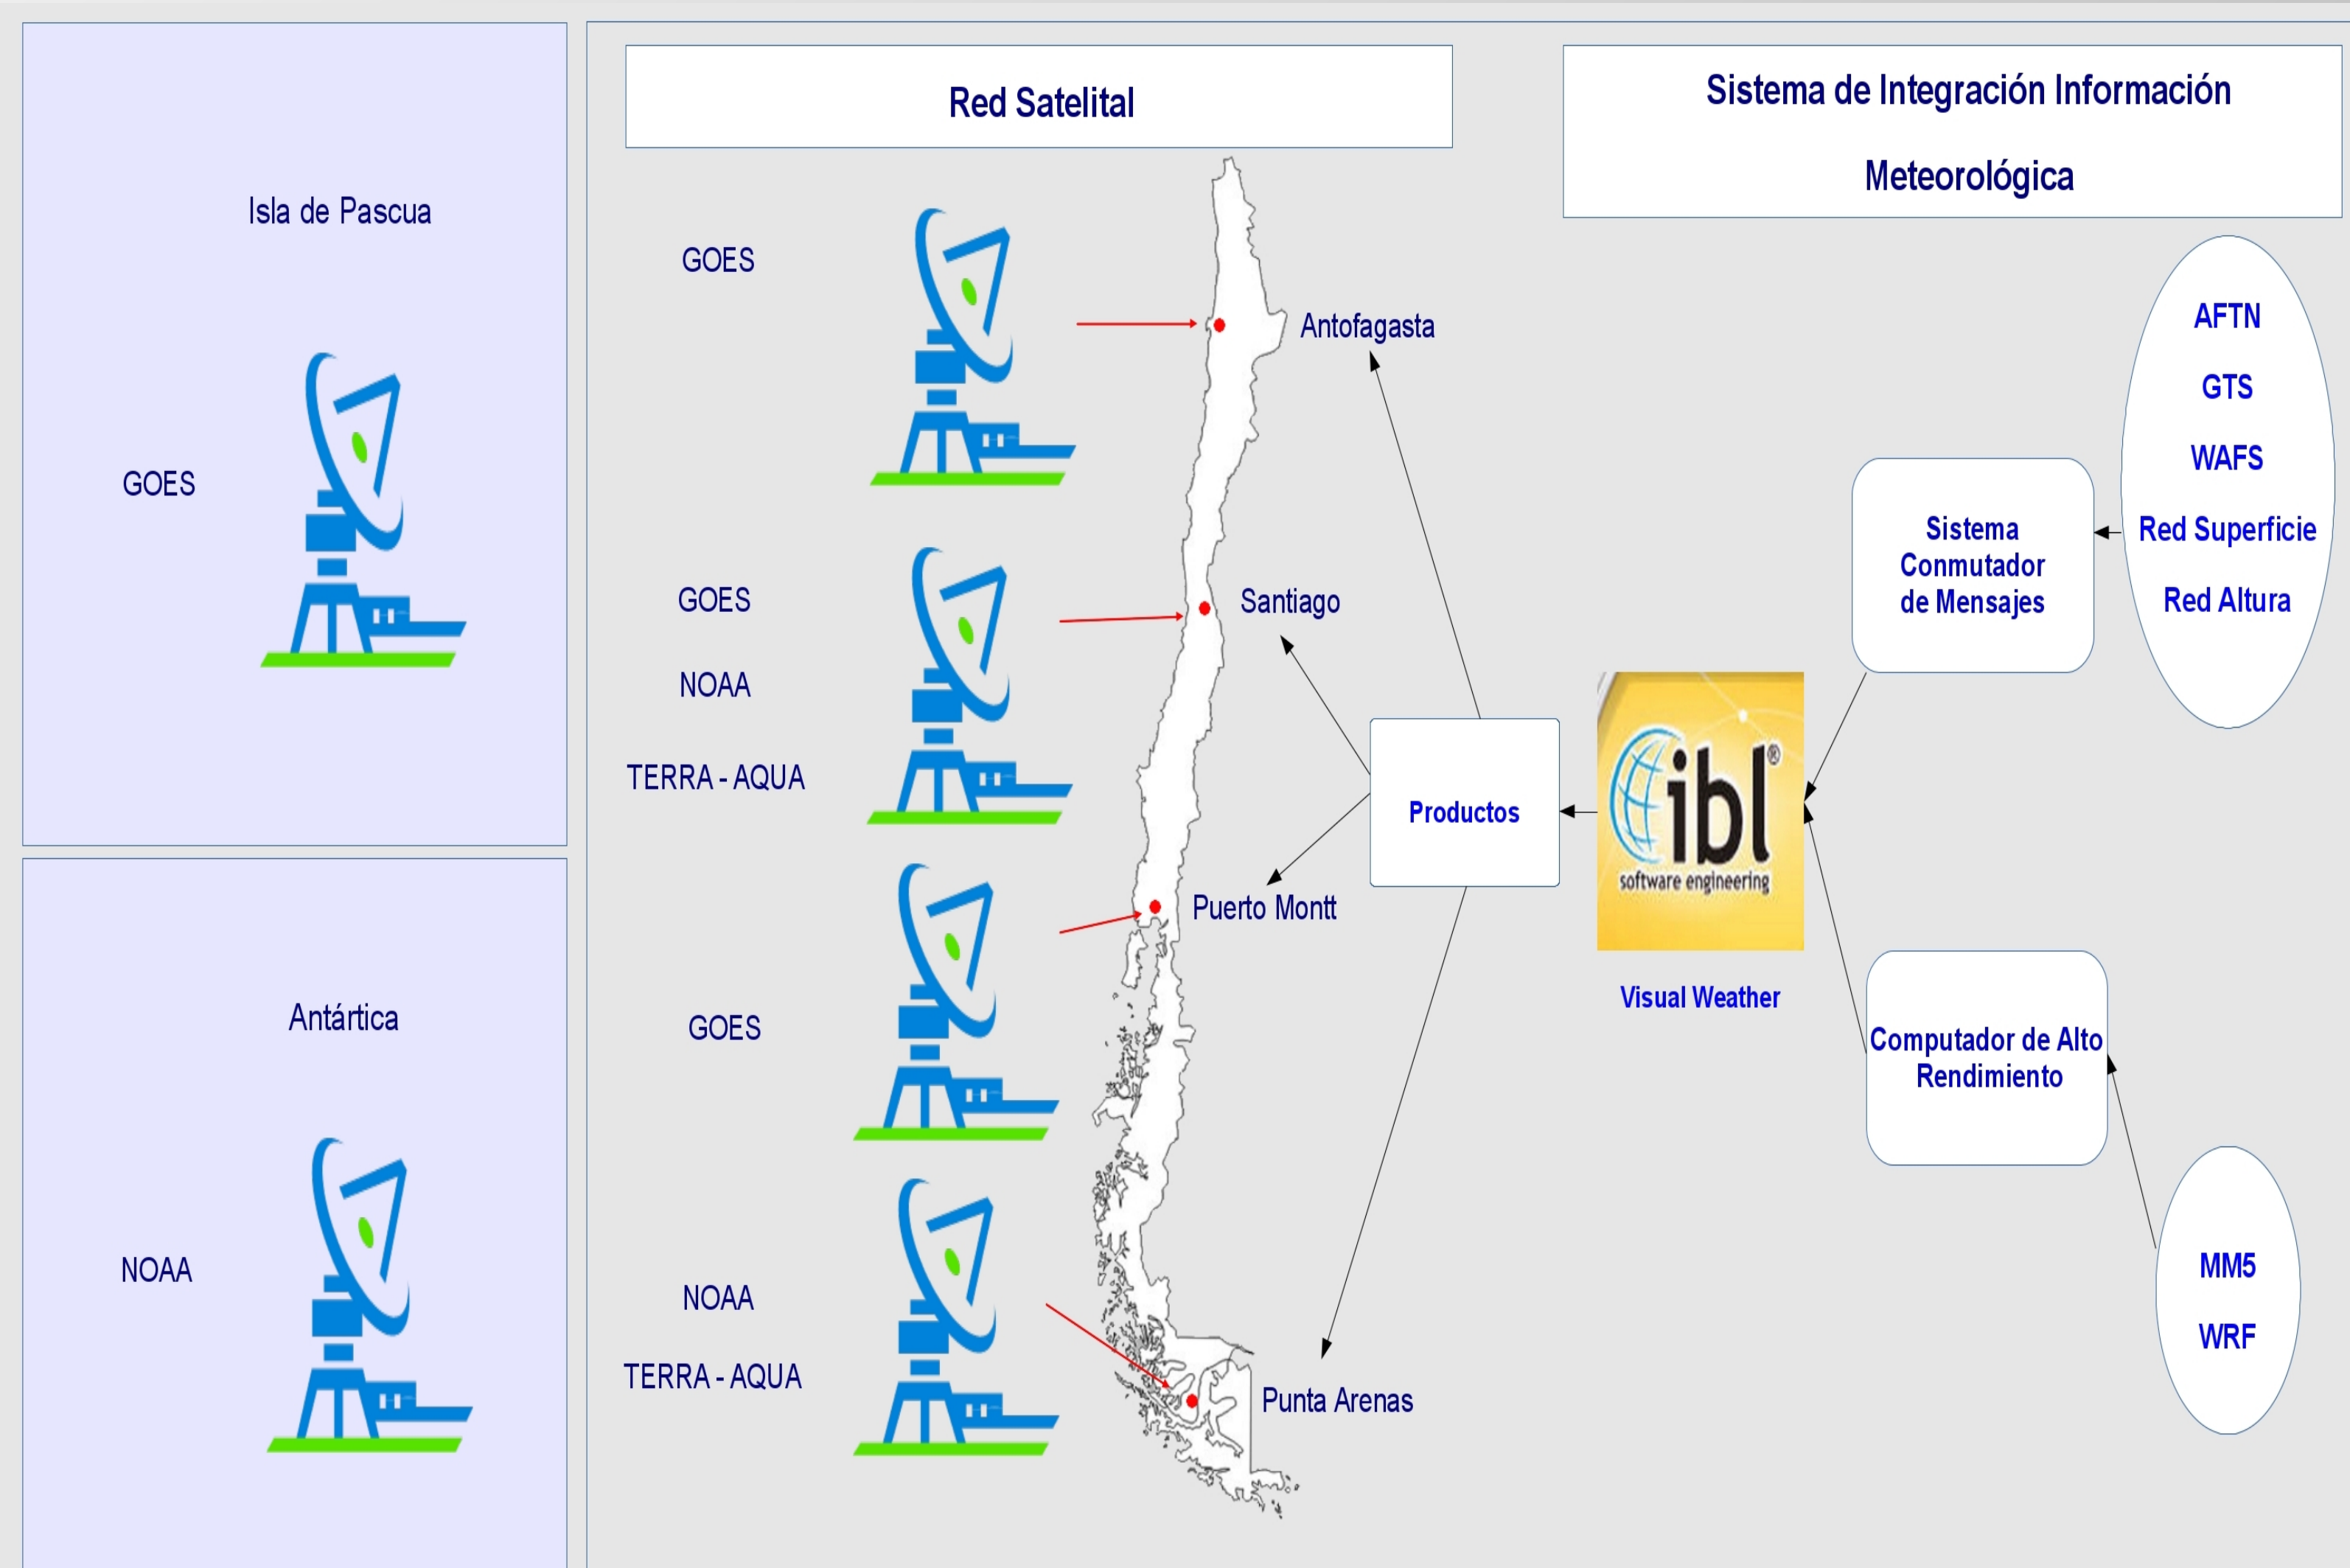 Isla de Pascua
GOES
Antártica
NOAA
Red Satelital
GOES
Antofagasta
GOES
NOAA
TERRA - AQUA
Santiago
Puerto Montt
GOES
NOAA
TERRA - AQUA
Punta Arenas
Sistema de Integración Información
Meteorológica
AFTN
GTS
WAFS
Red Superficie
Red Altura
Sistema
Conmutador
de Mensajes
Productos
ibl®
software engineering
Visual Weather
Computador de Alto
Rendimiento
MM5
WRF